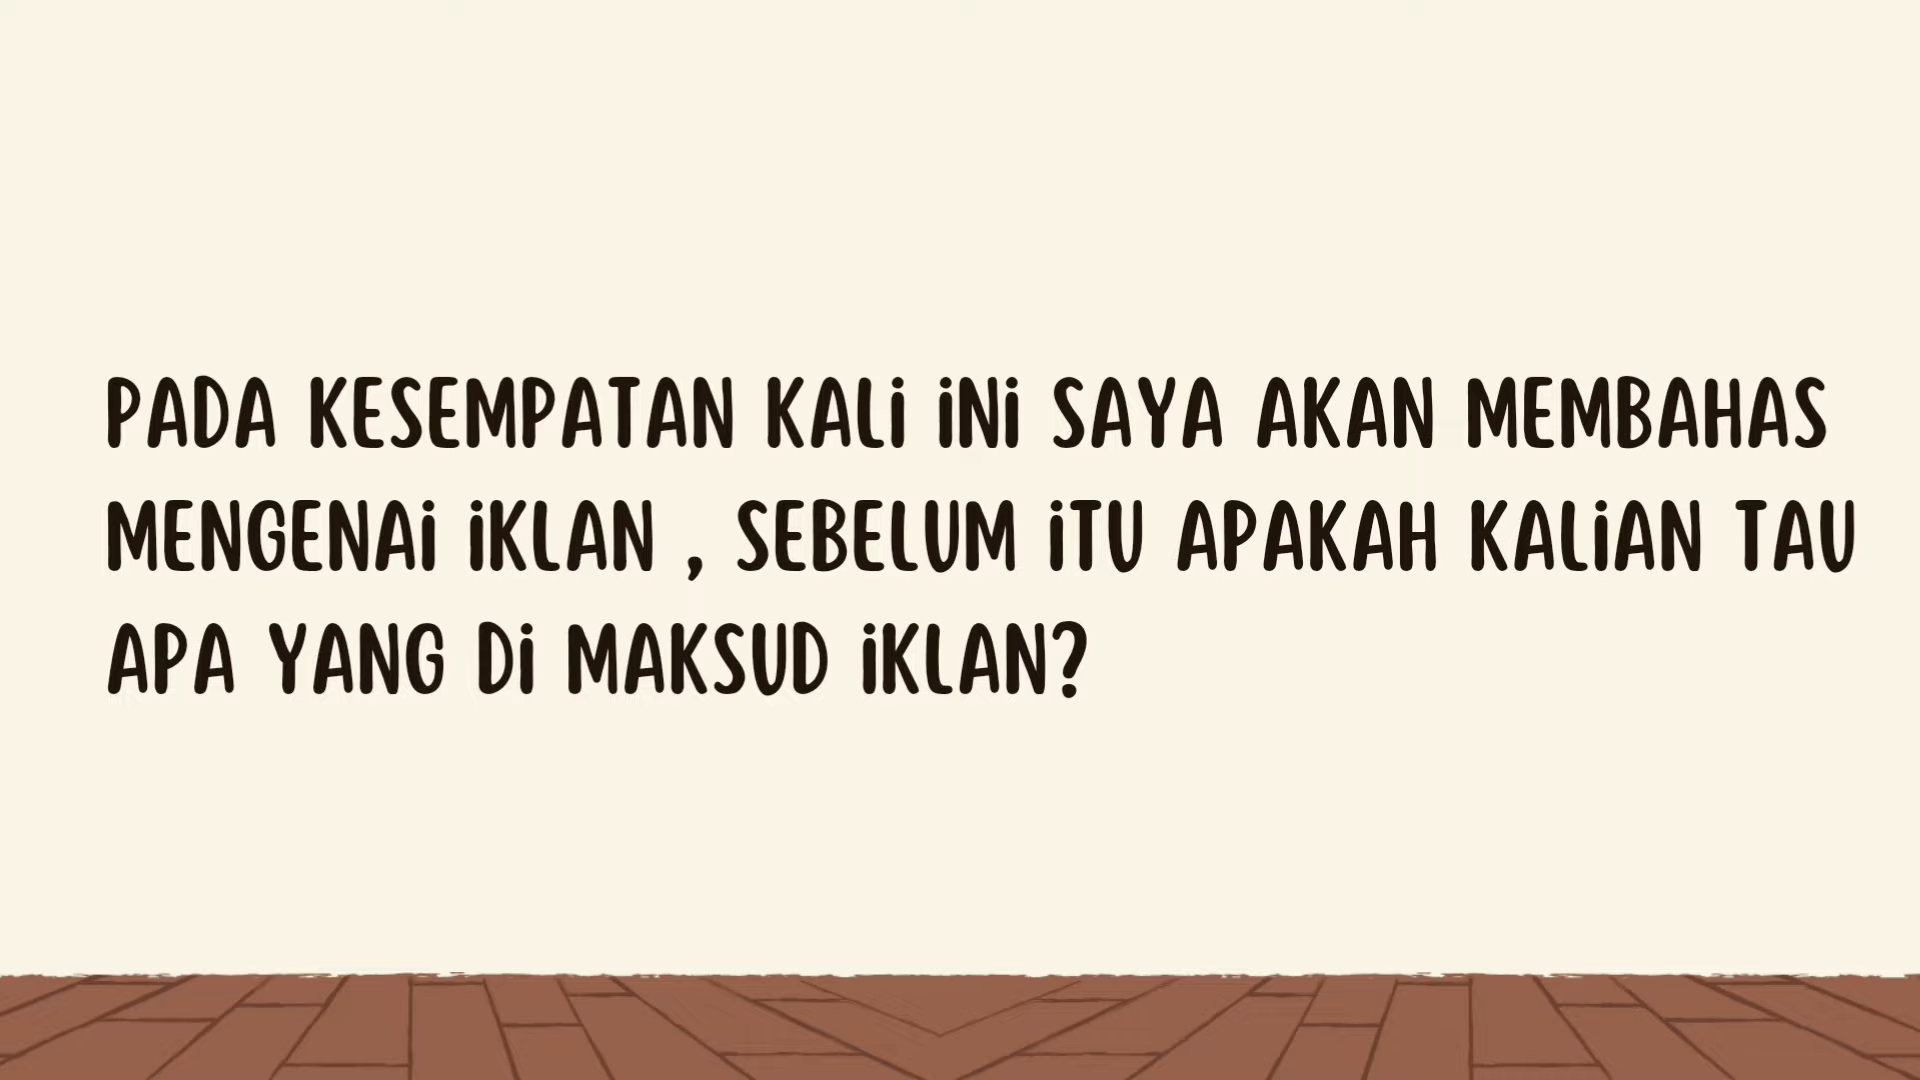 PADA KESEMPATAN KALI INI SAYA AKAN MEMBAHAS
MENGENAI IKLAN , SEBELUM ITU APAKAH KALIAN TAU
APA YANG DI MAKSUD IKLAN?